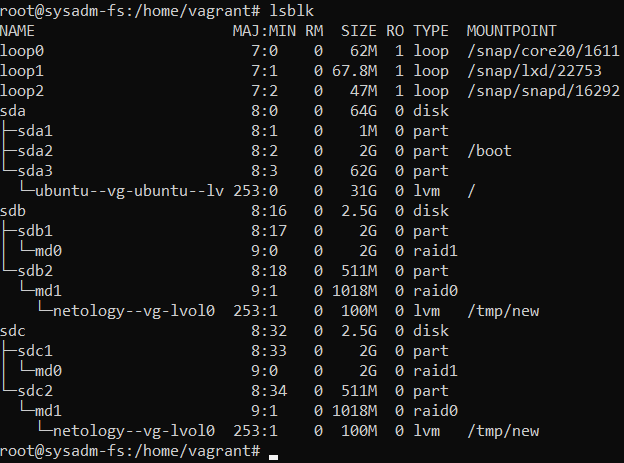 root@sysadm-fs:/home/vagrant# lsblk
NAME                      MAJ:MIN RM  SIZE RO TYPE  MOUNTPOINT
loop0                       7:0    0   62M  1 loop  /snap/core20/1611
loop1                       7:1    0 67.8M  1 loop  /snap/lxd/22753
loop2                       7:2    0   47M  1 loop  /snap/snapd/16292
sda                         8:0    0   64G  0 disk
├─sda1                      8:1    0    1M  0 part
├─sda2                      8:2    0    2G  0 part  /boot
└─sda3                      8:3    0   62G  0 part
  └─ubuntu--vg-ubuntu--lv 253:0    0   31G  0 lvm   /
sdb                         8:16   0  2.5G  0 disk
├─sdb1                      8:17   0    2G  0 part
│ └─md0                     9:0    0    2G  0 raid1
└─sdb2                      8:18   0  511M  0 part
  └─md1                     9:1    0 1018M  0 raid0
    └─netology--vg-lvol0  253:1    0  100M  0 lvm   /tmp/new
sdc                         8:32   0  2.5G  0 disk
├─sdc1                      8:33   0    2G  0 part
│ └─md0                     9:0    0    2G  0 raid1
└─sdc2                      8:34   0  511M  0 part
  └─md1                     9:1    0 1018M  0 raid0
    └─netology--vg-lvol0  253:1    0  100M  0 lvm   /tmp/new
root@sysadm-fs:/home/vagrant#